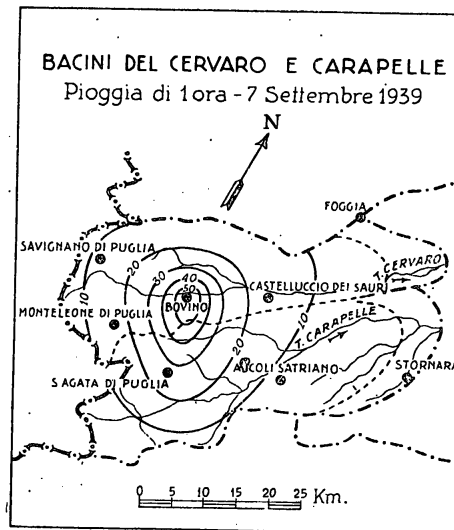 BACINI DEL CERVARO E CARAPELLE
Pioggia di 1 ora - 7 Settembre 1939
N
FOGGIA
SAVIGNANO DI PUGLIA
T. CERVARO
10
20
30
40
50
BOVINO
CASTELLUCCIO DEI SAURI
MONTELEONE DI PUGLIA
10
T. CARAPELLE
20
S.AGATA DI PUGLIA
ASCOLI SATRIANO
STORNARA
0 5 10 15 20 25 Km.